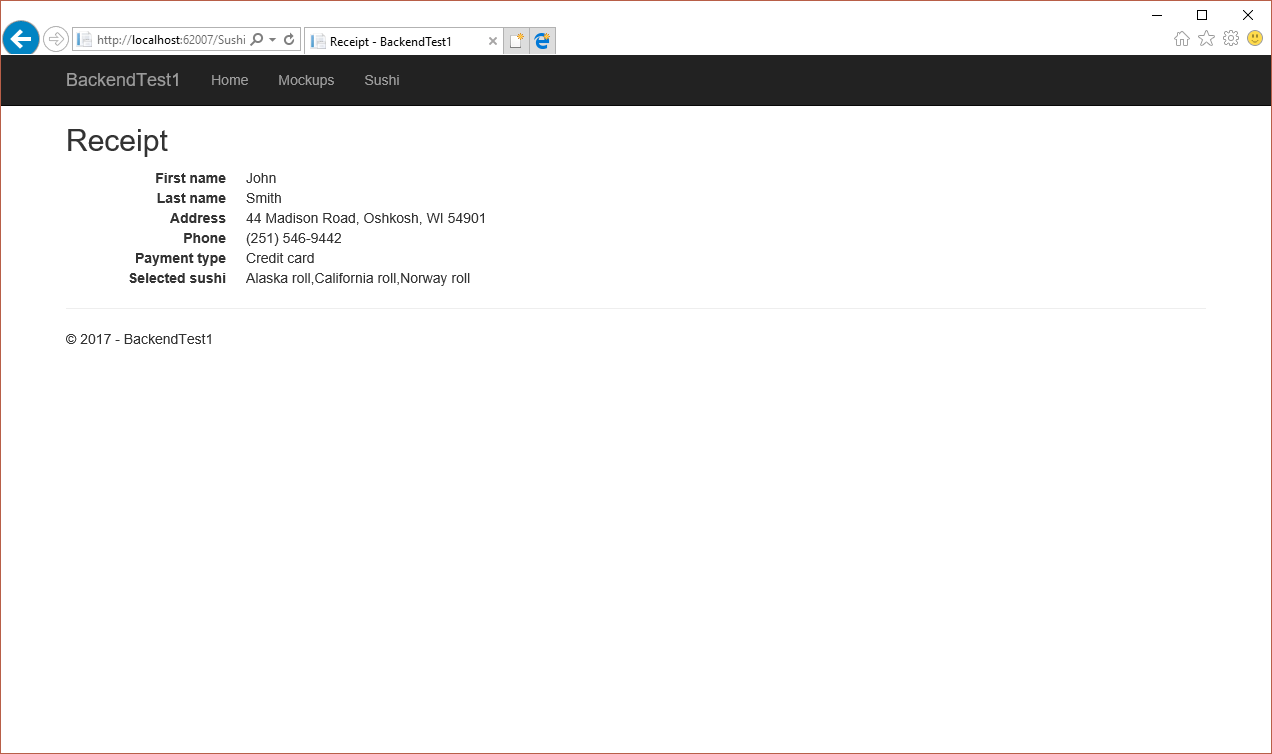 http://localhost:62007/Sushi
Receipt - BackendTest1
BackendTest1 Home Mockups Sushi
Receipt
First name John
Last name Smith
Address 44 Madison Road, Oshkosh, WI 54901
Phone (251) 546-9442
Payment type Credit card
Selected sushi Alaska roll,California roll,Norway roll
© 2017 - BackendTest1